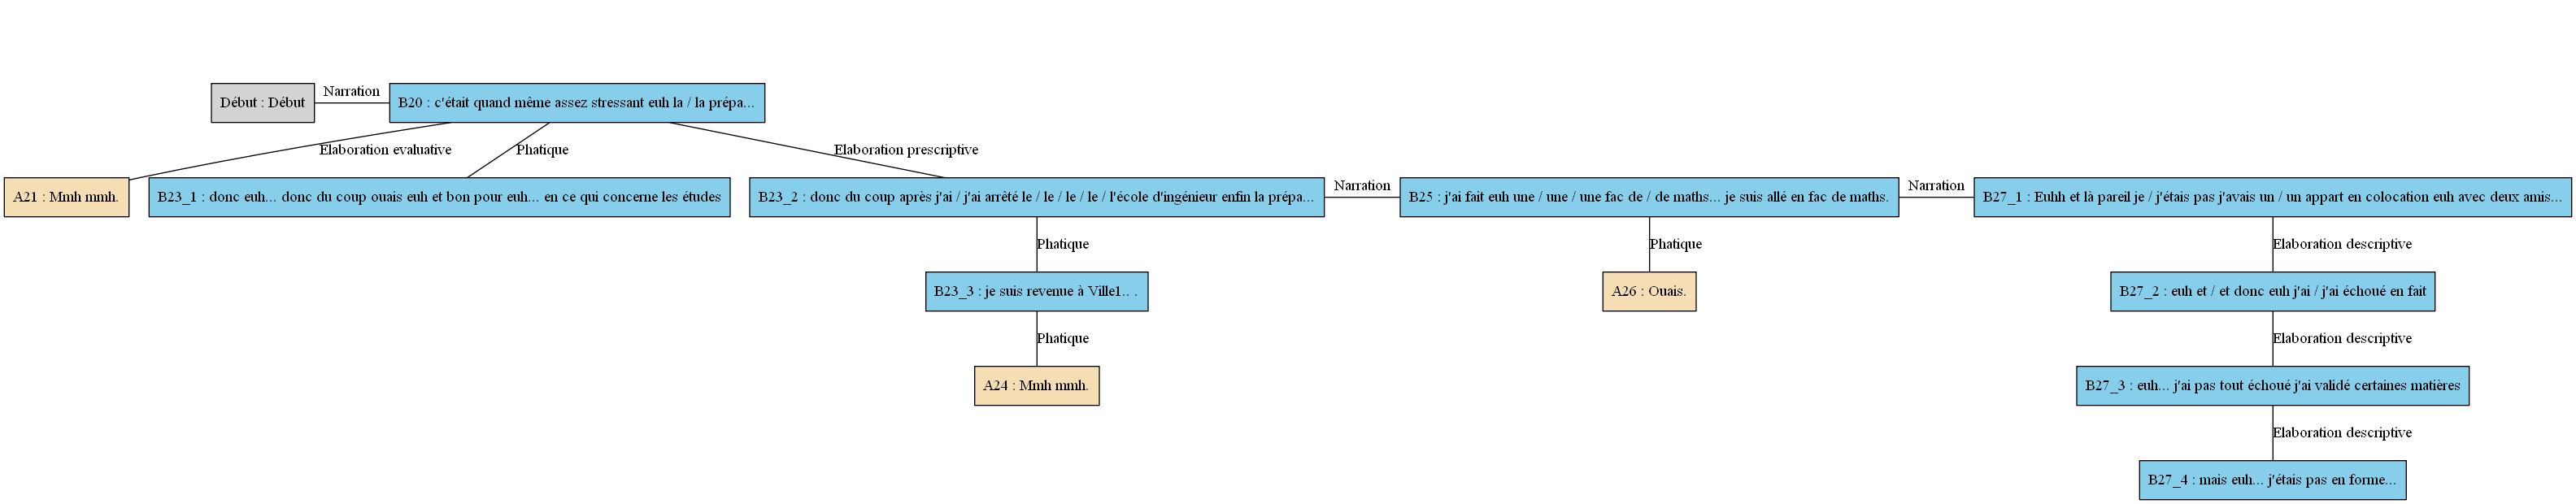 Début : Début
Narration
B20 : c'était quand même assez stressant euh la / la prépa...
Elaboration evaluative
Phatique
Elaboration prescriptive
A21 : Mmh mmh.
B23_1 : donc euh... donc du coup ouais euh et bon pour euh... en ce qui concerne les études
B23_2 : donc du coup après j'ai / j'ai arrêté le / le / le / le / l'école d'ingénieur enfin la prépa...
Narration
B25 : j'ai fait euh une / une / une fac de / de maths... je suis allé en fac de maths.
Narration
B27_1 : Euhh et là pareil je / j'étais pas j'avais un / un appart en colocation euh avec deux amis...
Phatique
Phatique
Elaboration descriptive
B23_3 : je suis revenue à Ville1.. .
A26 : Ouais.
B27_2 : euh et / et donc euh j'ai / j'ai échoué en fait
Phatique
Elaboration descriptive
A24 : Mmh mmh.
B27_3 : euh... j'ai pas tout échoué j'ai validé certaines matières
Elaboration descriptive
B27_4 : mais euh... j'étais pas en forme...